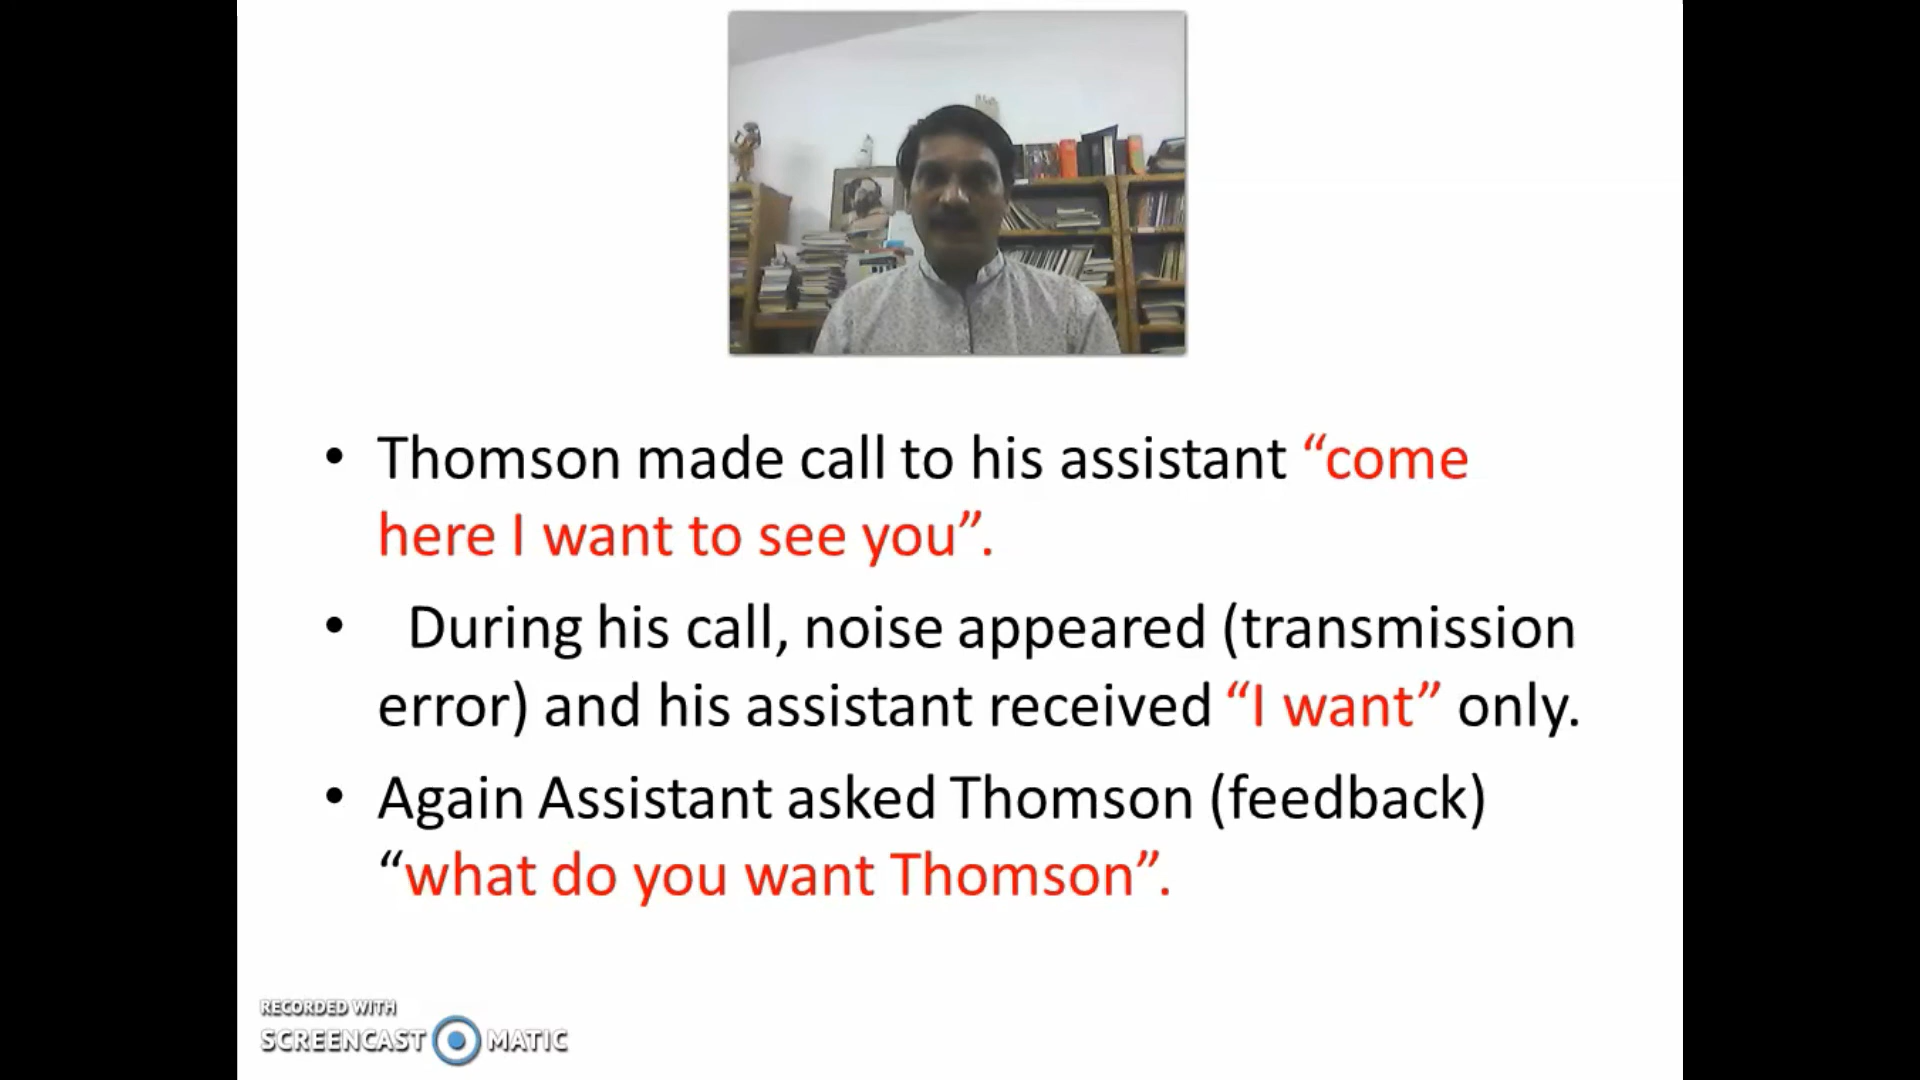 • Thomson made call to his assistant “come
here I want to see you”.
• During his call, noise appeared (transmission
error) and his assistant received “I want” only.
• Again Assistant asked Thomson (feedback)
“what do you want Thomson”.
RECORDED WITH
SCREENCAST MATIC